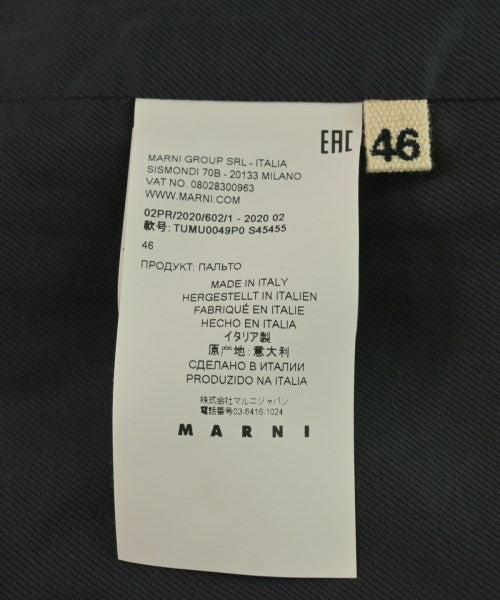 EAC
46
MARNI GROUP SRL - ITALIA
SISMONDI 70B - 20133 MILANO
VAT NO. 08028300963
WWW.MARNI.COM
02PR/2020/602/1 - 2020 02
款号: TUMU0049P0 S45455
46
ПРОДУКТ: ПАЛЬТО
MADE IN ITALY
HERGESTELLT IN ITALIEN
FABRIQUÉ EN ITALIE
HECHO EN ITALIA
イタリア製
原产地: 意大利
СДЕЛАНО В ИТАЛИИ
PRODUZIDO NA ITALIA
株式会社マルニジャパン
電話番号03-6416-1024
MARNI